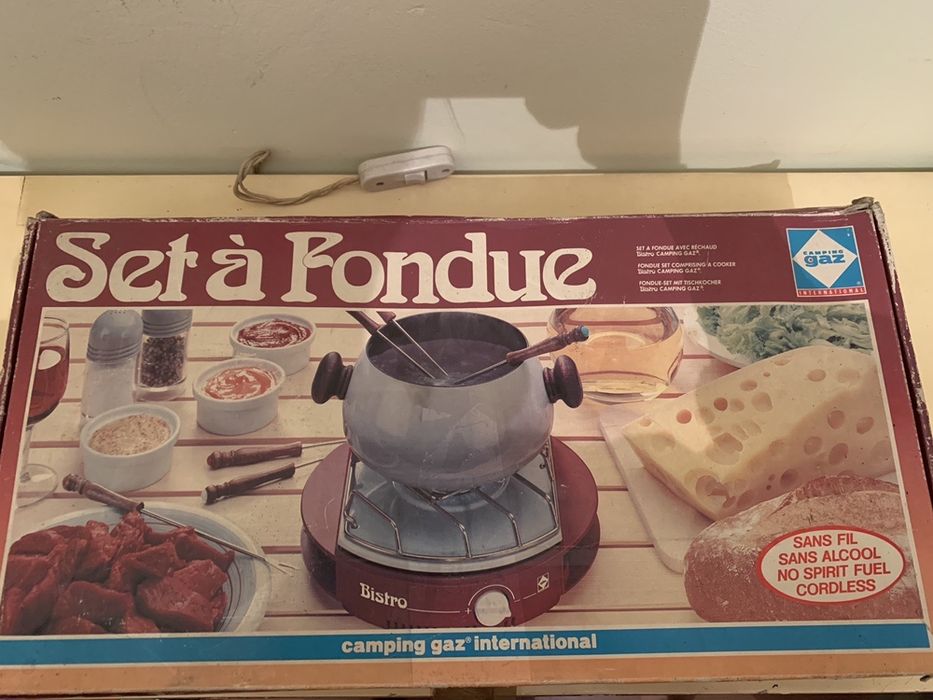 Set à Fondue
SET A FONDUE AVEC RÉCHAUD
Bistro CAMPING GAZ®.
FONDUE SET COMPRISING A COOKER
Bistro CAMPING GAZ®.
FONDUE-SET MIT TISCHKOCHER
Bistro CAMPING GAZ®.
CAMPING
gaz
INTERNATIONAL
SANS FIL
SANS ALCOOL
NO SPIRIT FUEL
CORDLESS
Bistro
camping gaz® international